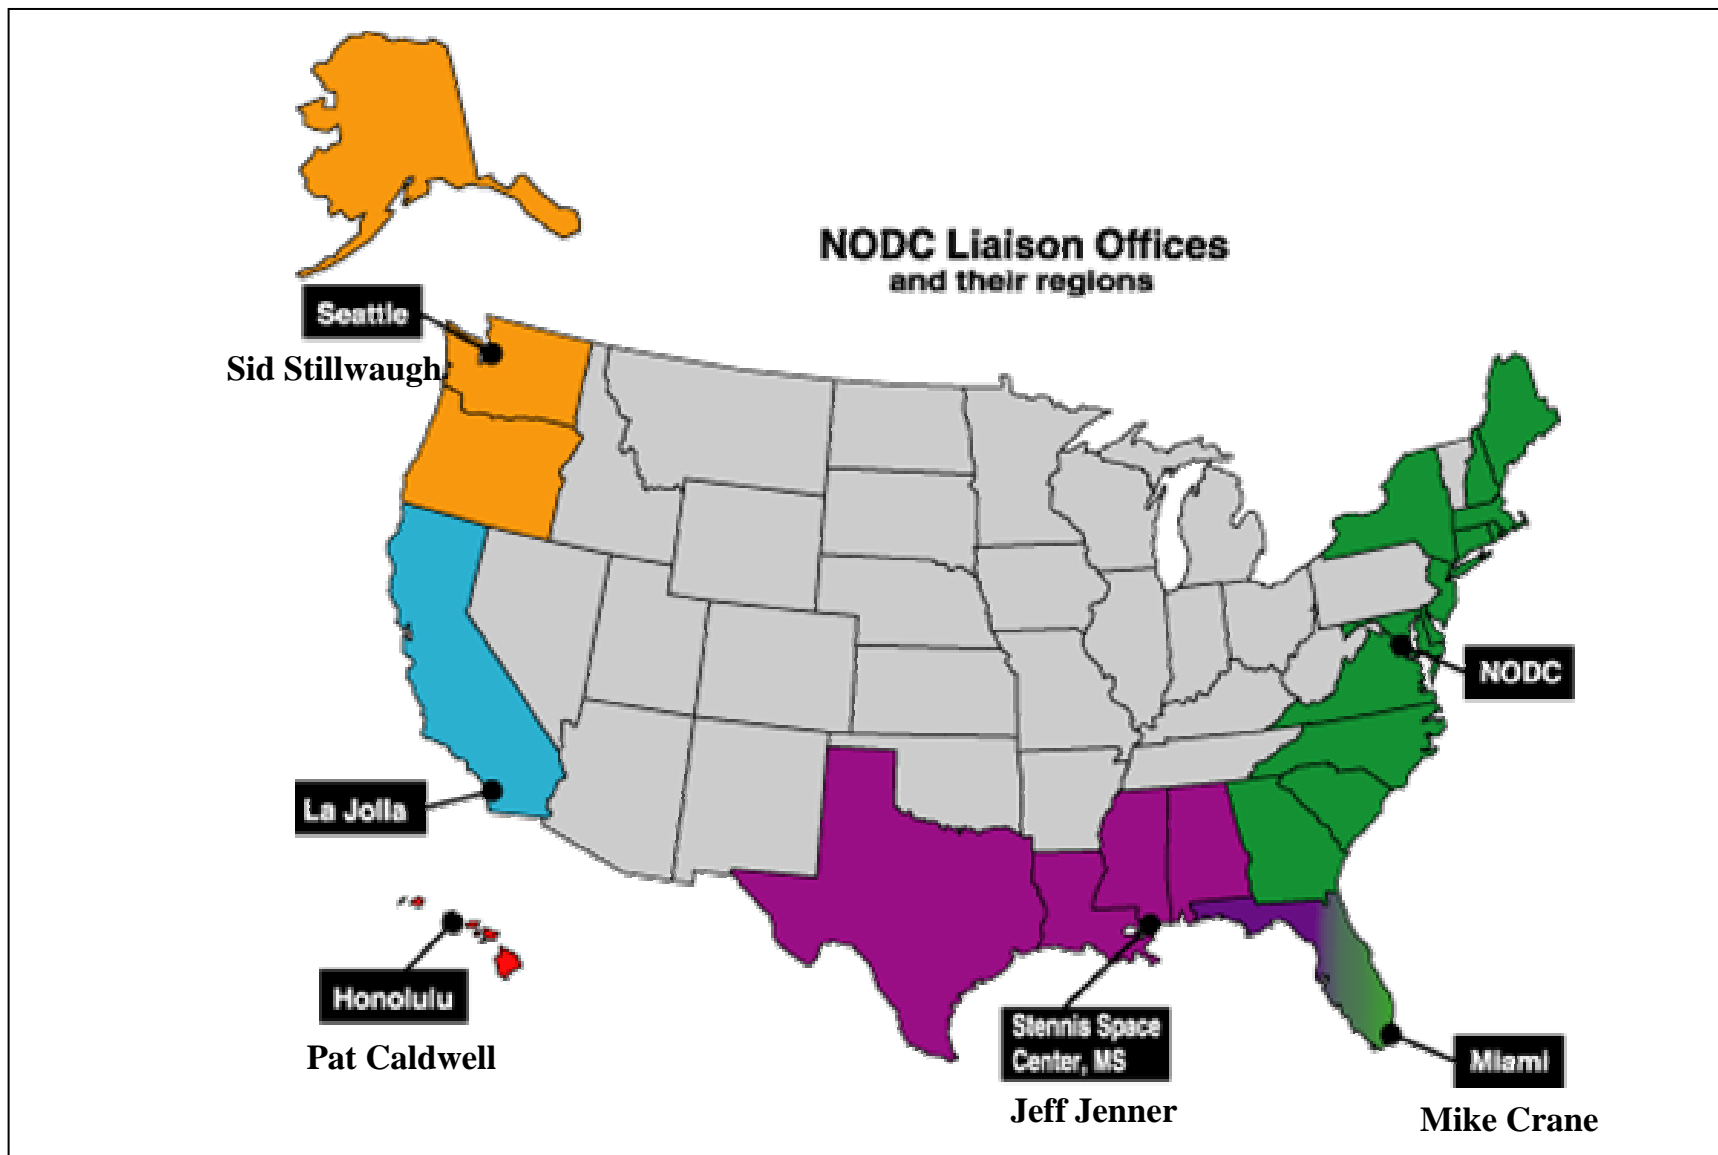 NODC Liaison Offices
and their regions
Seattle
Sid Stillwaugh
NODC
La Jolla
Honolulu
Pat Caldwell
Stennis Space
Center, MS
Jeff Jenner
Miami
Mike Crane